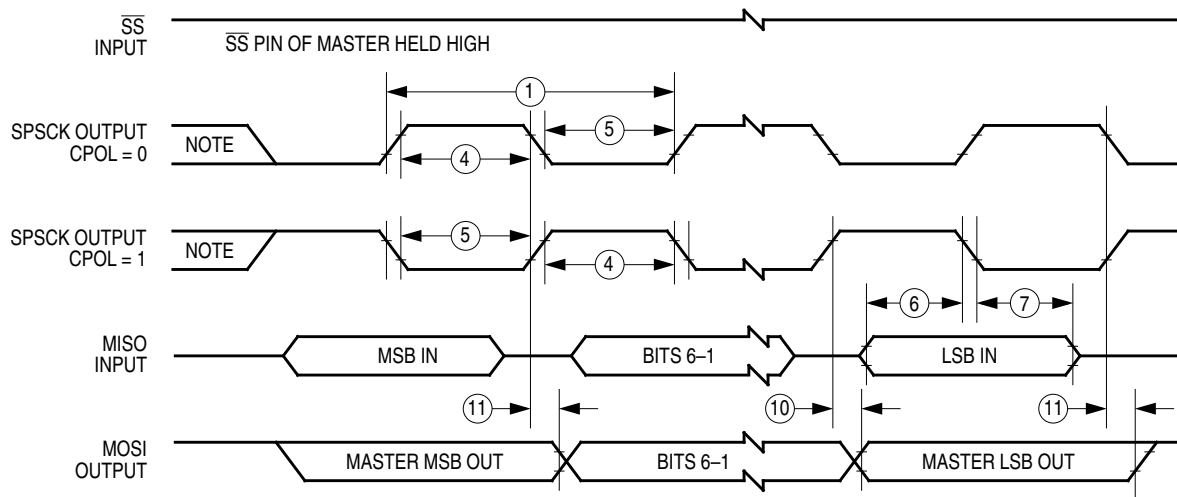 SS
INPUT
SS PIN OF MASTER HELD HIGH
1
SPSCK OUTPUT
CPOL = 0
NOTE
5
4
SPSCK OUTPUT
CPOL = 1
NOTE
5
4
6
7
MISO
INPUT
MSB IN
BITS 6–1
LSB IN
11
10
11
MOSI
OUTPUT
MASTER MSB OUT
BITS 6–1
MASTER LSB OUT